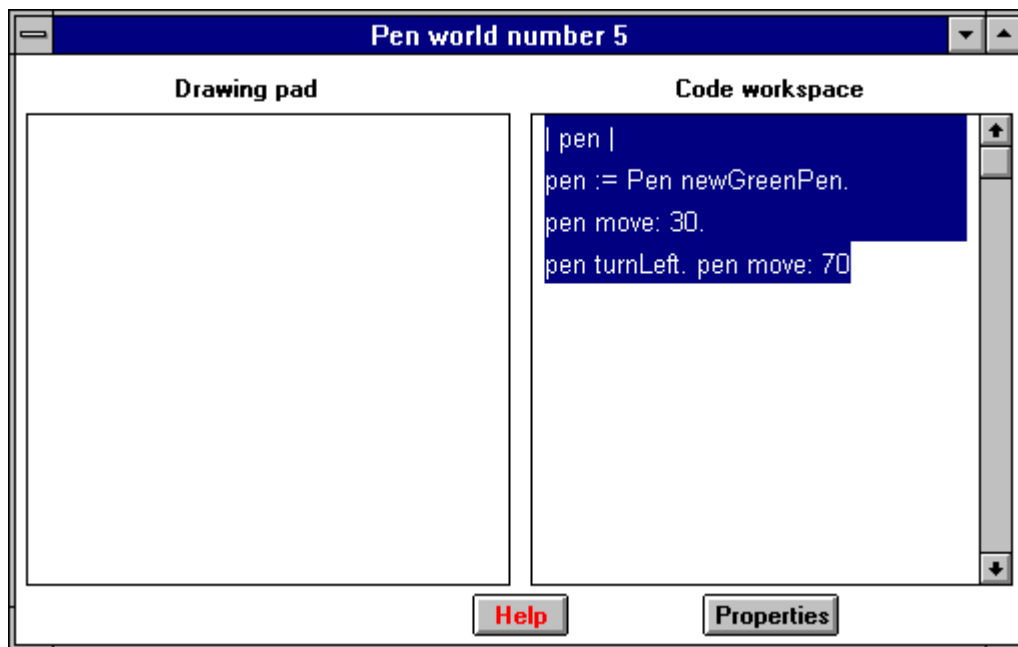 Pen world number 5
Drawing pad
Code workspace
| pen |
pen := Pen newGreenPen.
pen move: 30.
pen turnLeft. pen move: 70
Help
Properties